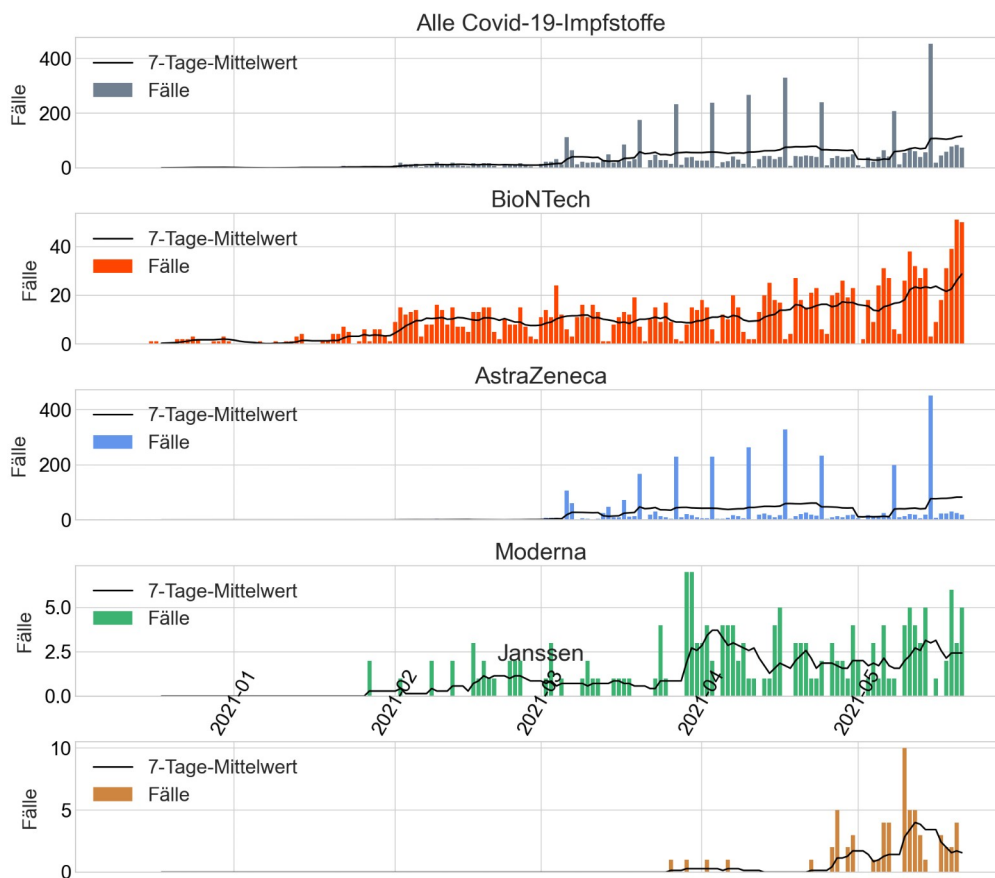 Alle Covid-19-Impfstoffe
Fälle
400
200
0
7-Tage-Mittelwert
Fälle
BioNTech
Fälle
40
20
0
7-Tage-Mittelwert
Fälle
AstraZeneca
Fälle
400
200
0
7-Tage-Mittelwert
Fälle
Moderna
Fälle
5.0
2.5
0.0
7-Tage-Mittelwert
Fälle
Janssen
2021-01
2021-02
2021-03
2021-04
2021-05
Fälle
10
5
0
7-Tage-Mittelwert
Fälle